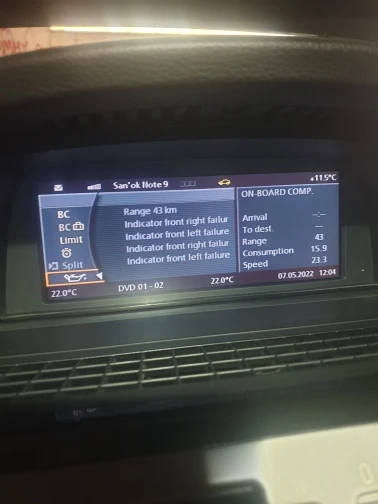 San'ok Note 9
+11.5°C
BC
BC
Limit
Split
Range 43 km
Indicator front right failur
Indicator front left failure
Indicator front right failur
Indicator front left failure
ON-BOARD COMP.
Arrival --:--
To dest. ---
Range 43
Consumption 15.9
Speed 23.3
22.0°C
DVD 01 - 02
22.0°C
07.05.2022 12:04